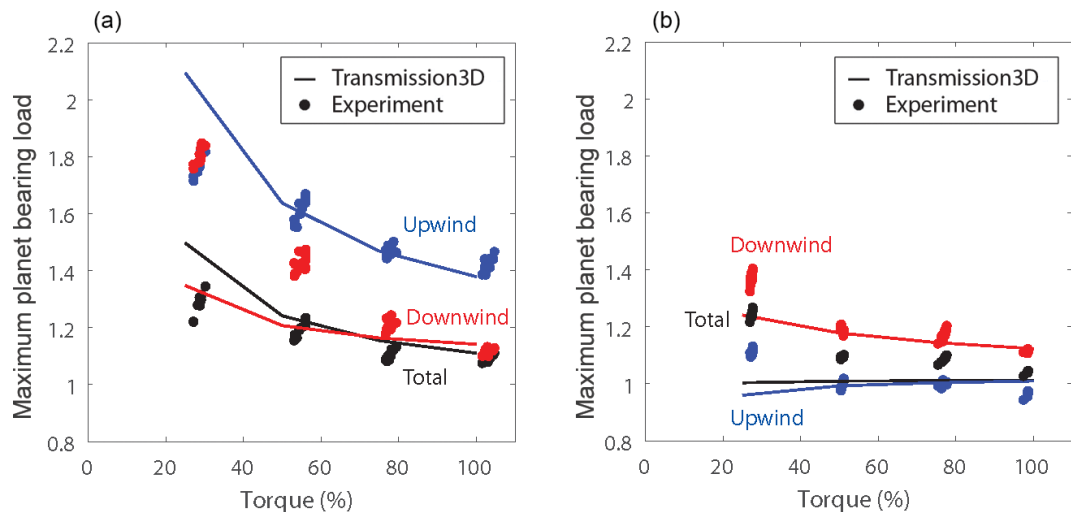 (a)
Maximum planet bearing load
2.2
2
1.8
1.6
1.4
1.2
1
0.8
0
20
40
60
80
100
Torque (%)
Transmission3D
Experiment
Upwind
Downwind
Total
(b)
Maximum planet bearing load
2.2
2
1.8
1.6
1.4
1.2
1
0.8
0
20
40
60
80
100
Torque (%)
Transmission3D
Experiment
Downwind
Total
Upwind